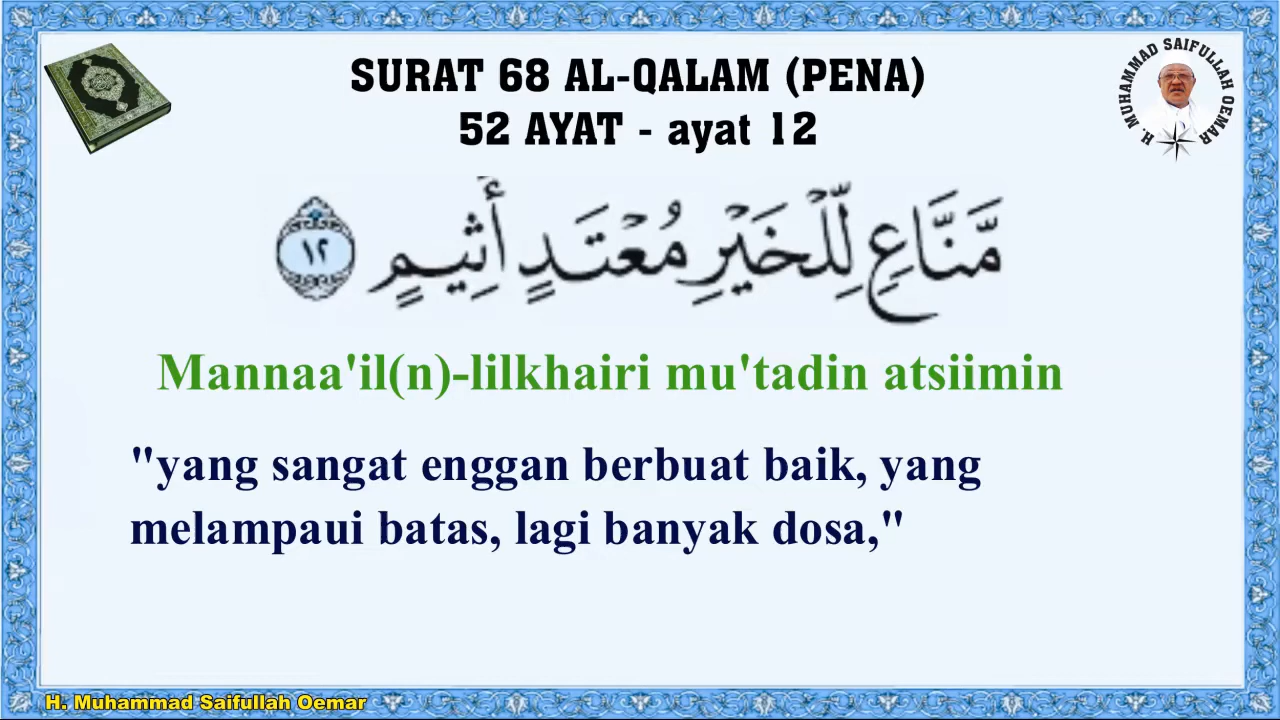 SURAT 68 AL-QALAM (PENA)
52 AYAT - ayat 12
H. MUHAMMAD SAIFULLAH OEMAR
مَّنَّاعٍ لِّلْخَيْرِ مُعْتَدٍ أَثِيمٍ ١٢
Mannaa'il(n)-lilkhairi mu'tadin atsiimin
"yang sangat enggan berbuat baik, yang
melampaui batas, lagi banyak dosa,"
H. Muhammad Saifullah Oemar